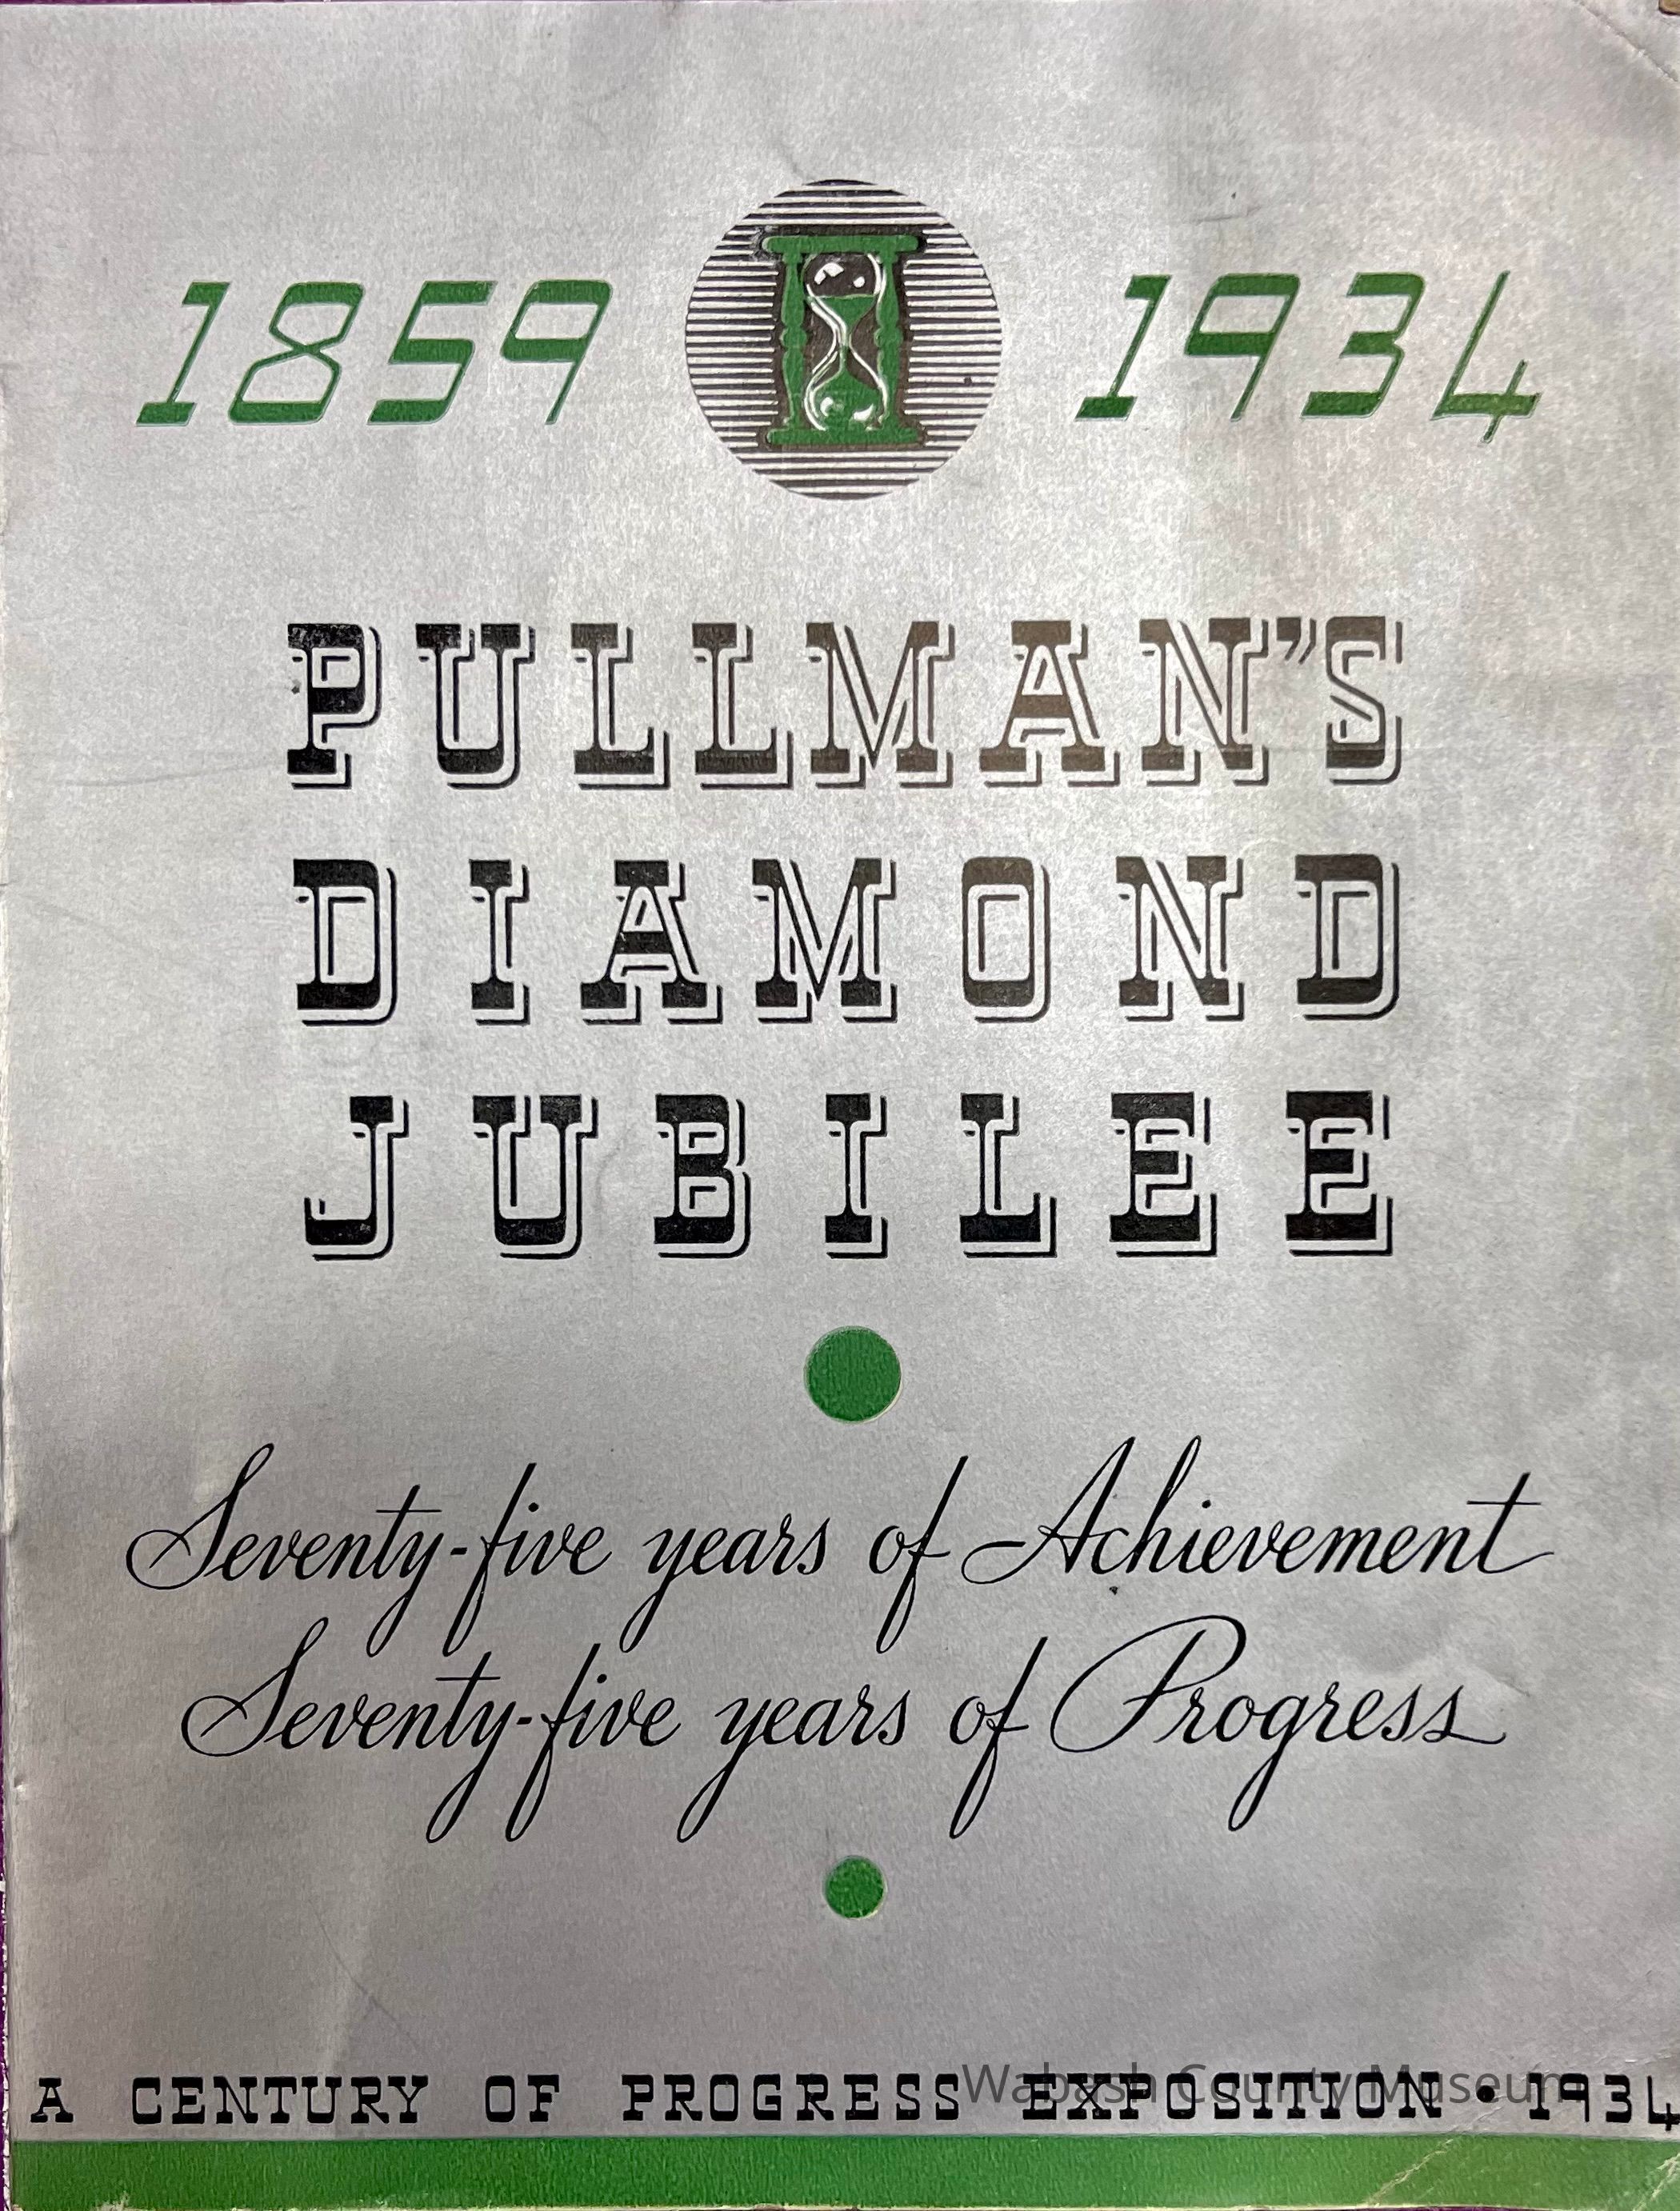 1859 1934
PULLMAN'S
DIAMOND
JUBILEE
Seventy-five years of Achievement
Seventy-five years of Progress
A CENTURY OF PROGRESS EXPOSITION • 1934
Wabash County Museum